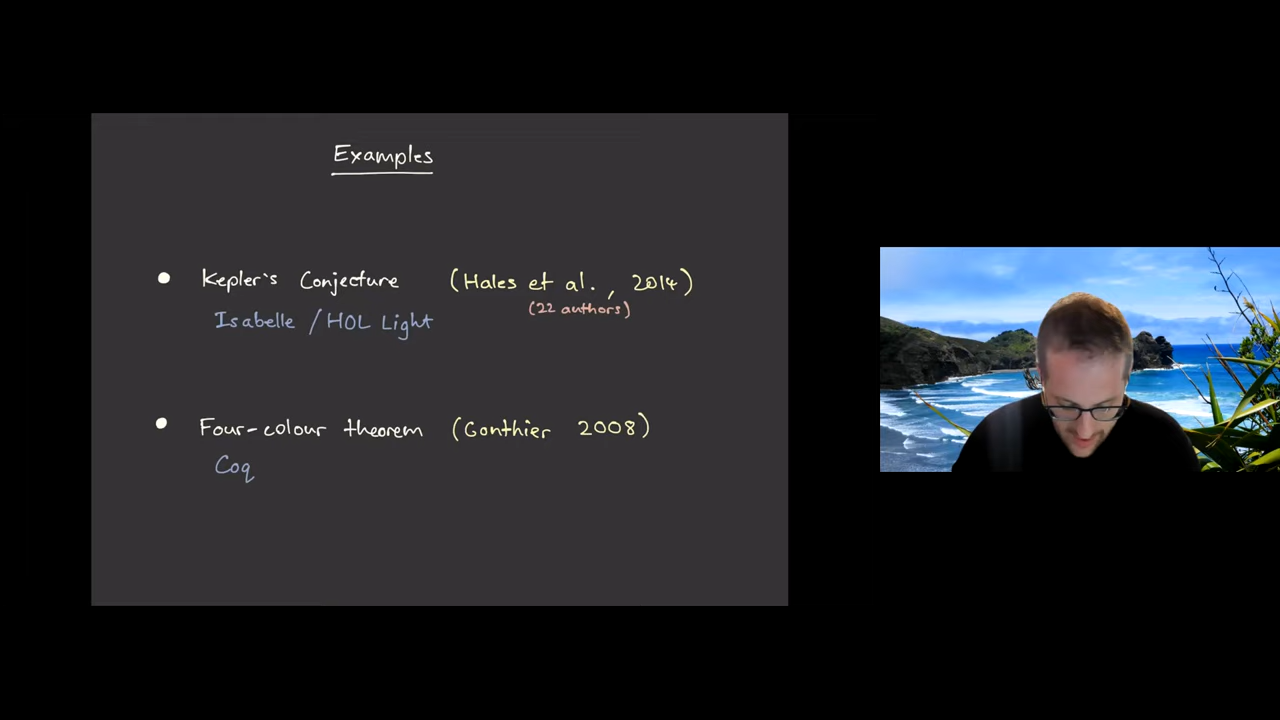 Examples
• Kepler's Conjecture (Hales et al., 2014)
(22 authors)
Isabelle / HOL Light
• Four-colour theorem (Gonthier 2008)
Coq